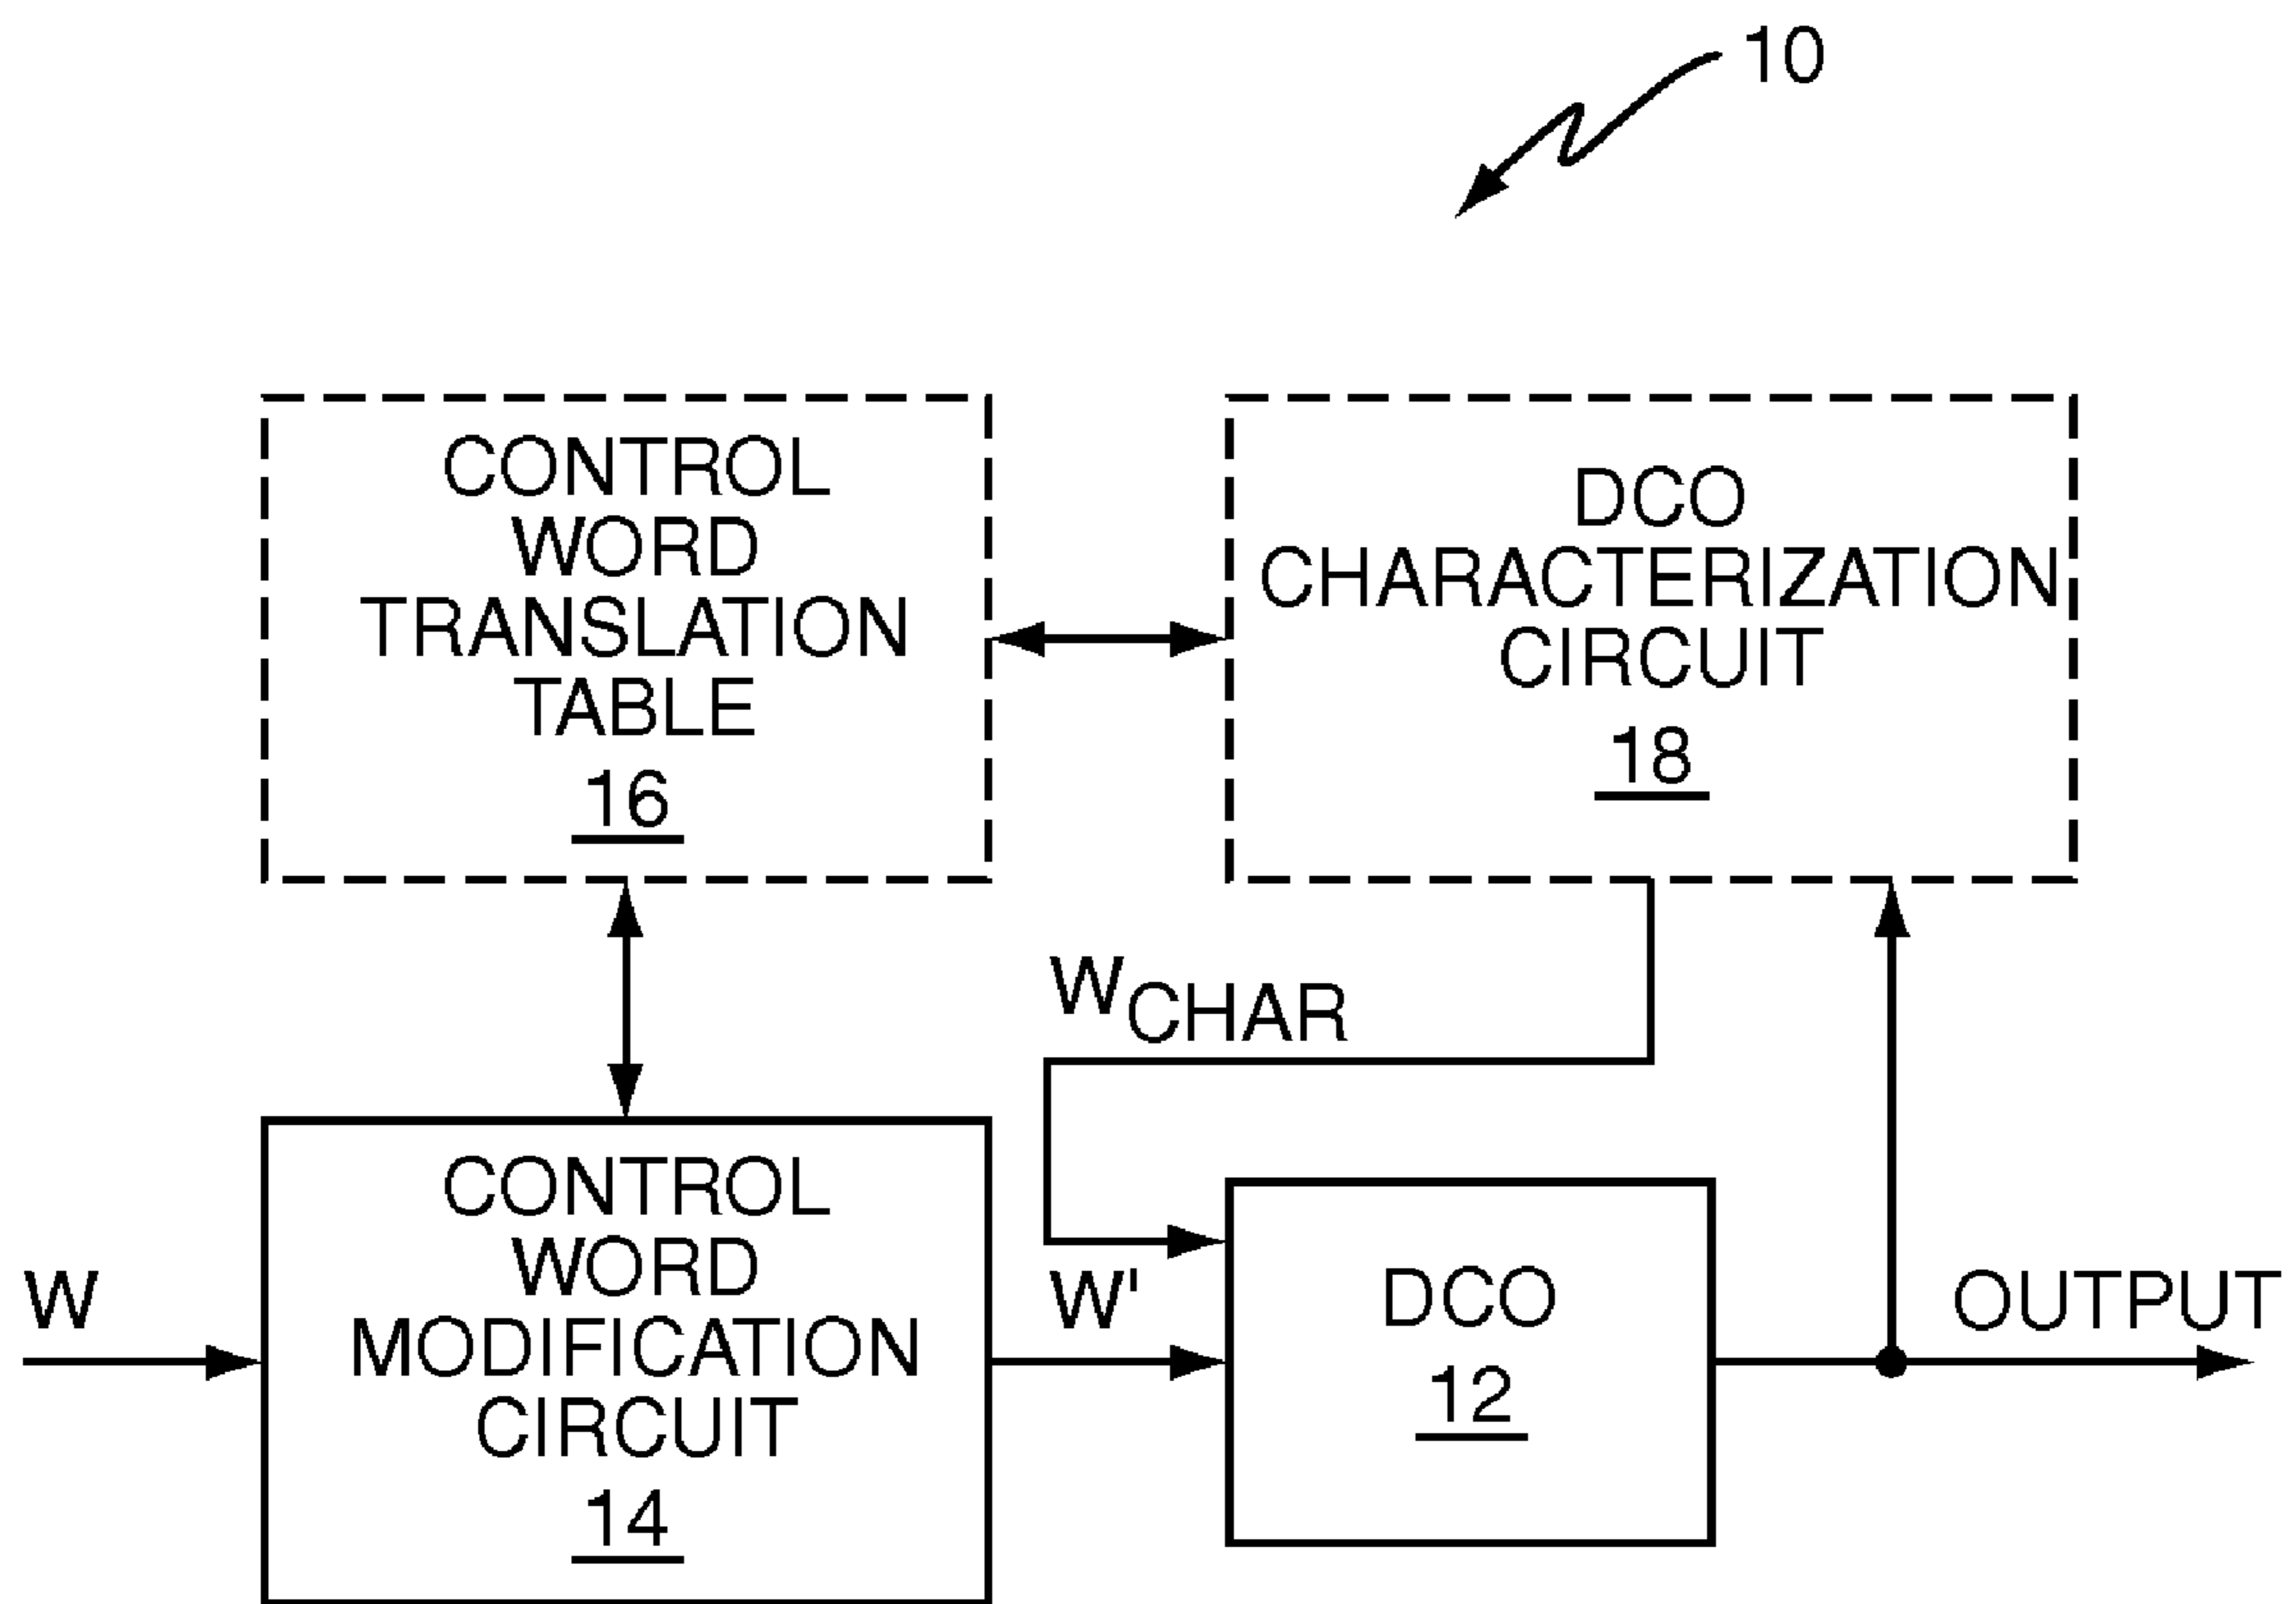 10
CONTROL
WORD
TRANSLATION
TABLE
16
DCO
CHARACTERIZATION
CIRCUIT
18
WCHAR
W
CONTROL
WORD
MODIFICATION
CIRCUIT
14
W'
DCO
12
OUTPUT